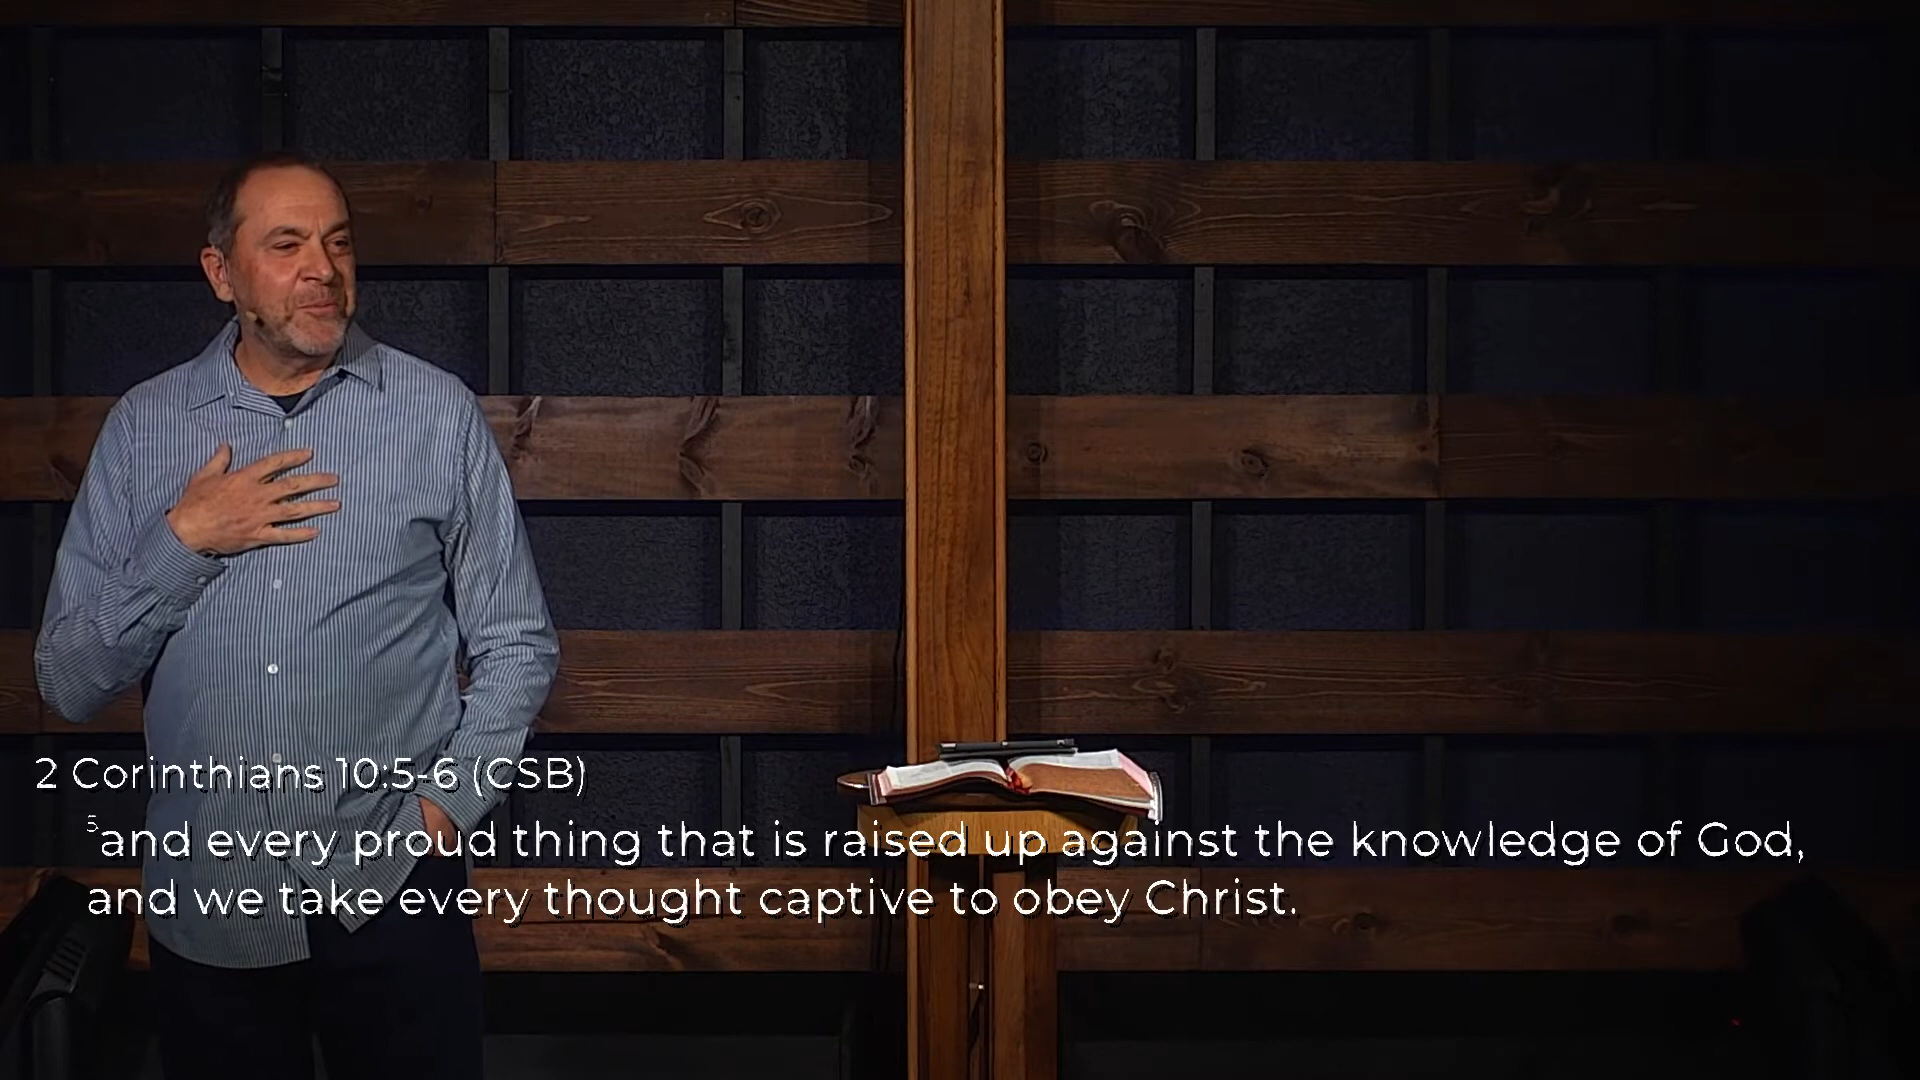 2 Corinthians 10:5-6 (CSB)
5and every proud thing that is raised up against the knowledge of God,
and we take every thought captive to obey Christ.